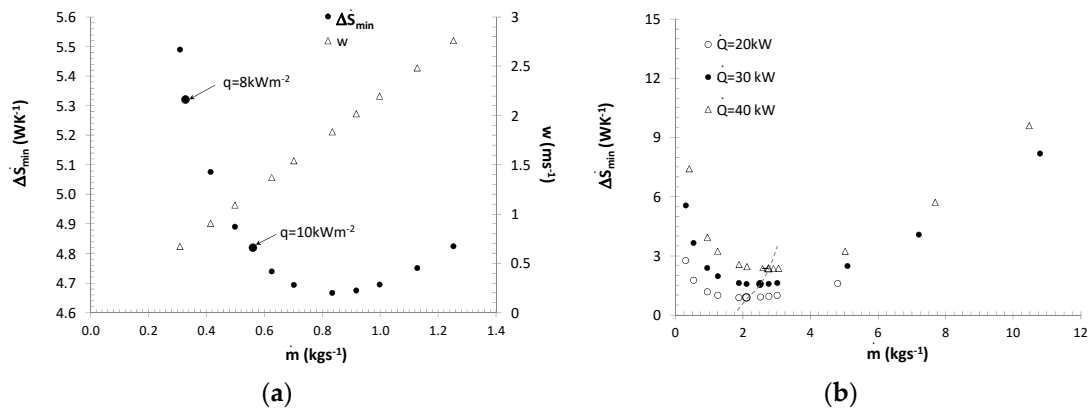 5.6
5.5
5.4
5.3
5.2
5.1
5.0
4.9
4.8
4.7
4.6
ΔṠmin (WK-1)
0.0 0.2 0.4 0.6 0.8 1.0 1.2 1.4
ṁ (kgs-1)
3
2.5
2
1.5
1
0.5
0
w (ms-1)
ΔṠmin
w
q=8kWm-2
q=10kWm-2
(a)
15
12
9
6
3
0
ΔṠmin (WK-1)
0 2 4 6 8 10 12
ṁ (kgs-1)
Q̇=20kW
Q̇=30 kW
Q̇=40 kW
(b)